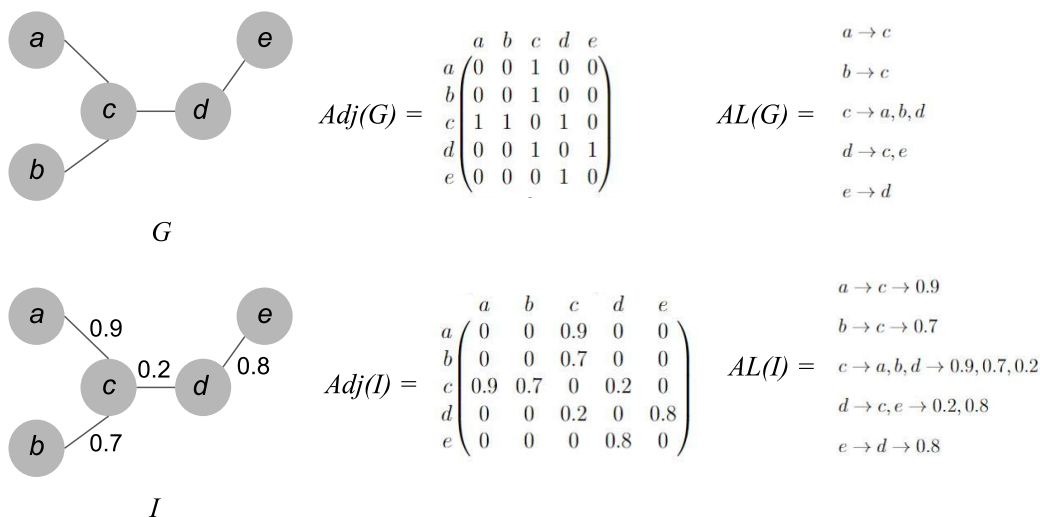 a
e
c
d
b
G
Adj(G) =
a b c d e
a 0 0 1 0 0
b 0 0 1 0 0
c 1 1 0 1 0
d 0 0 1 0 1
e 0 0 0 1 0
AL(G) =
a → c
b → c
c → a, b, d
d → c, e
e → d
a
e
0.9
0.2
0.8
c
d
b
0.7
I
Adj(I) =
a b c d e
a 0 0 0.9 0 0
b 0 0 0.7 0 0
c 0.9 0.7 0 0.2 0
d 0 0 0.2 0 0.8
e 0 0 0 0.8 0
AL(I) =
a → c → 0.9
b → c → 0.7
c → a, b, d → 0.9, 0.7, 0.2
d → c, e → 0.2, 0.8
e → d → 0.8